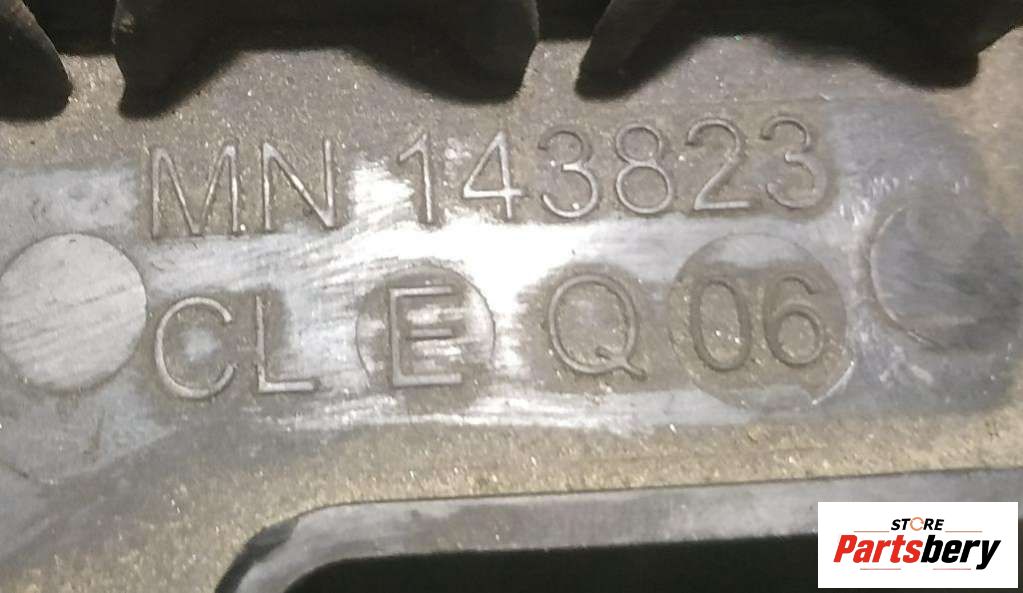 MN 143823
CL E Q 06
STORE
Partsbery